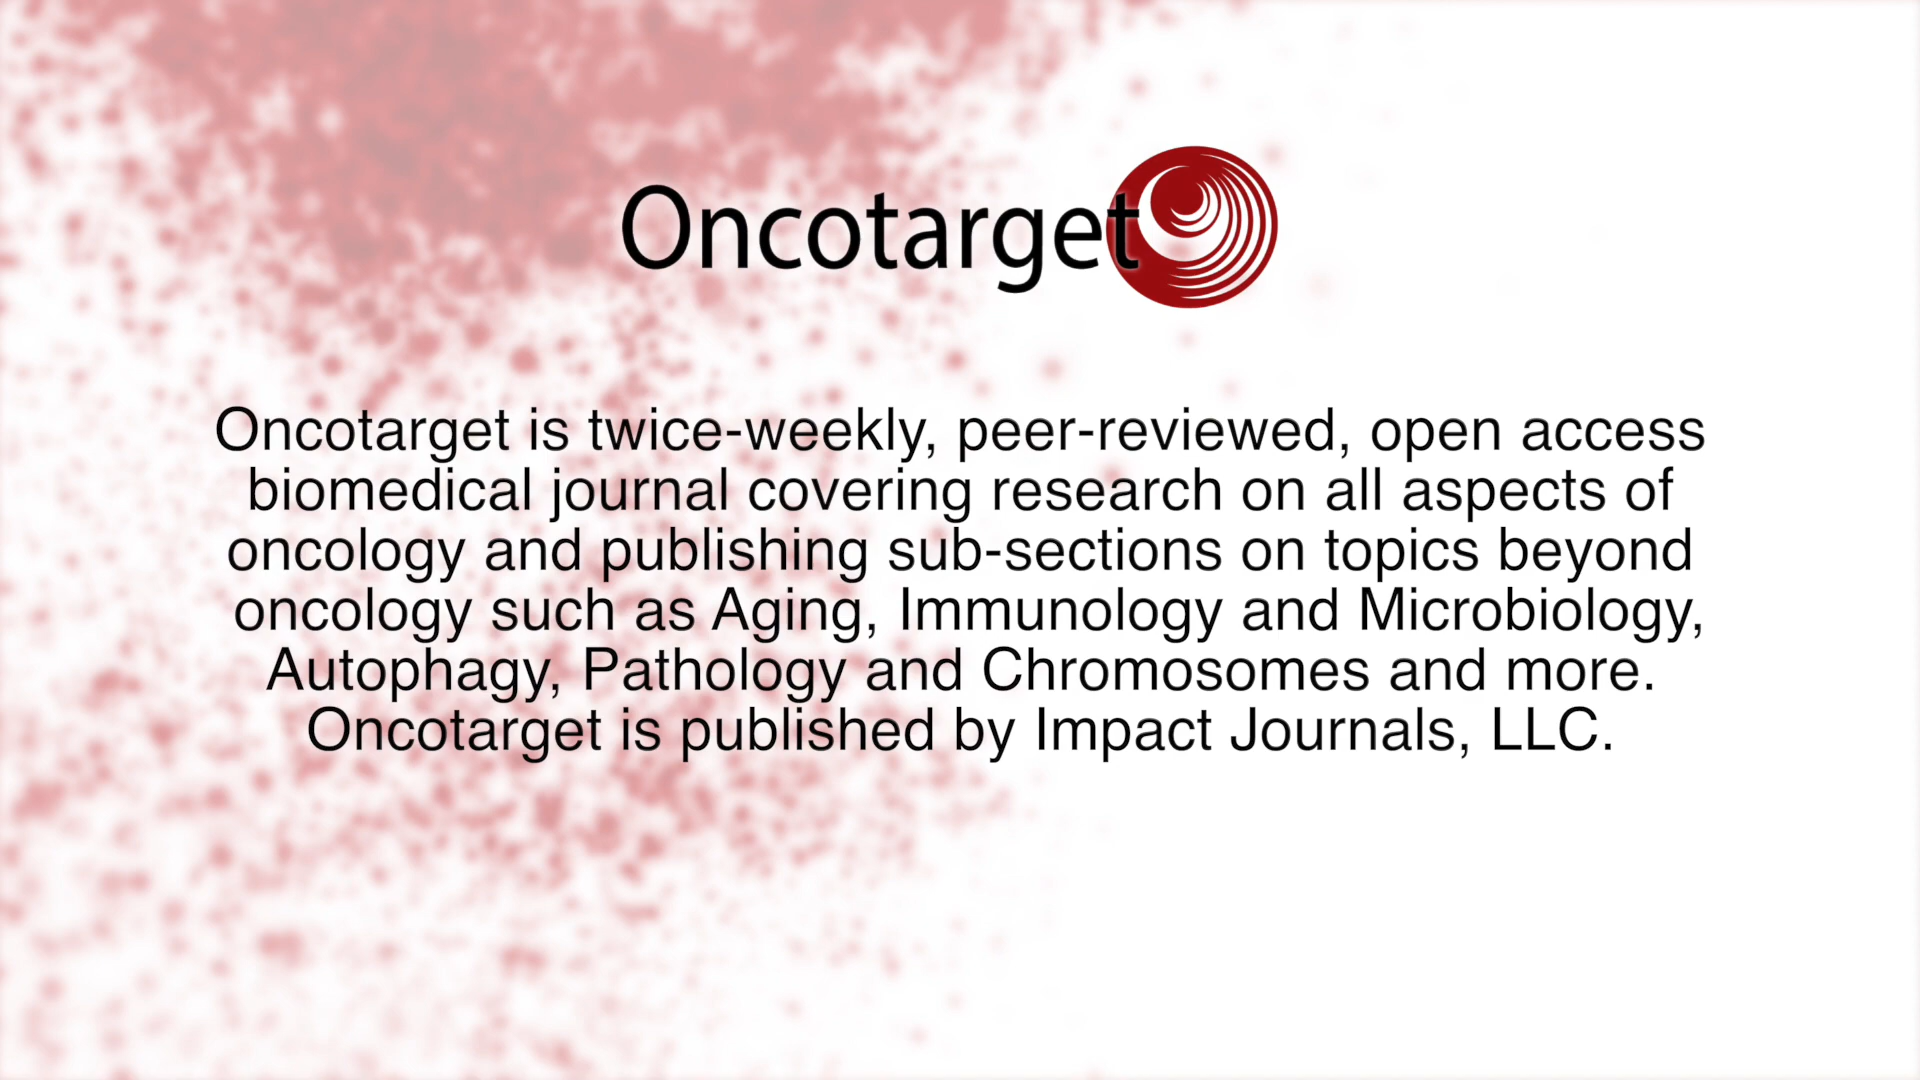 Oncotarget
Oncotarget is twice-weekly, peer-reviewed, open access
biomedical journal covering research on all aspects of
oncology and publishing sub-sections on topics beyond
oncology such as Aging, Immunology and Microbiology,
Autophagy, Pathology and Chromosomes and more.
Oncotarget is published by Impact Journals, LLC.